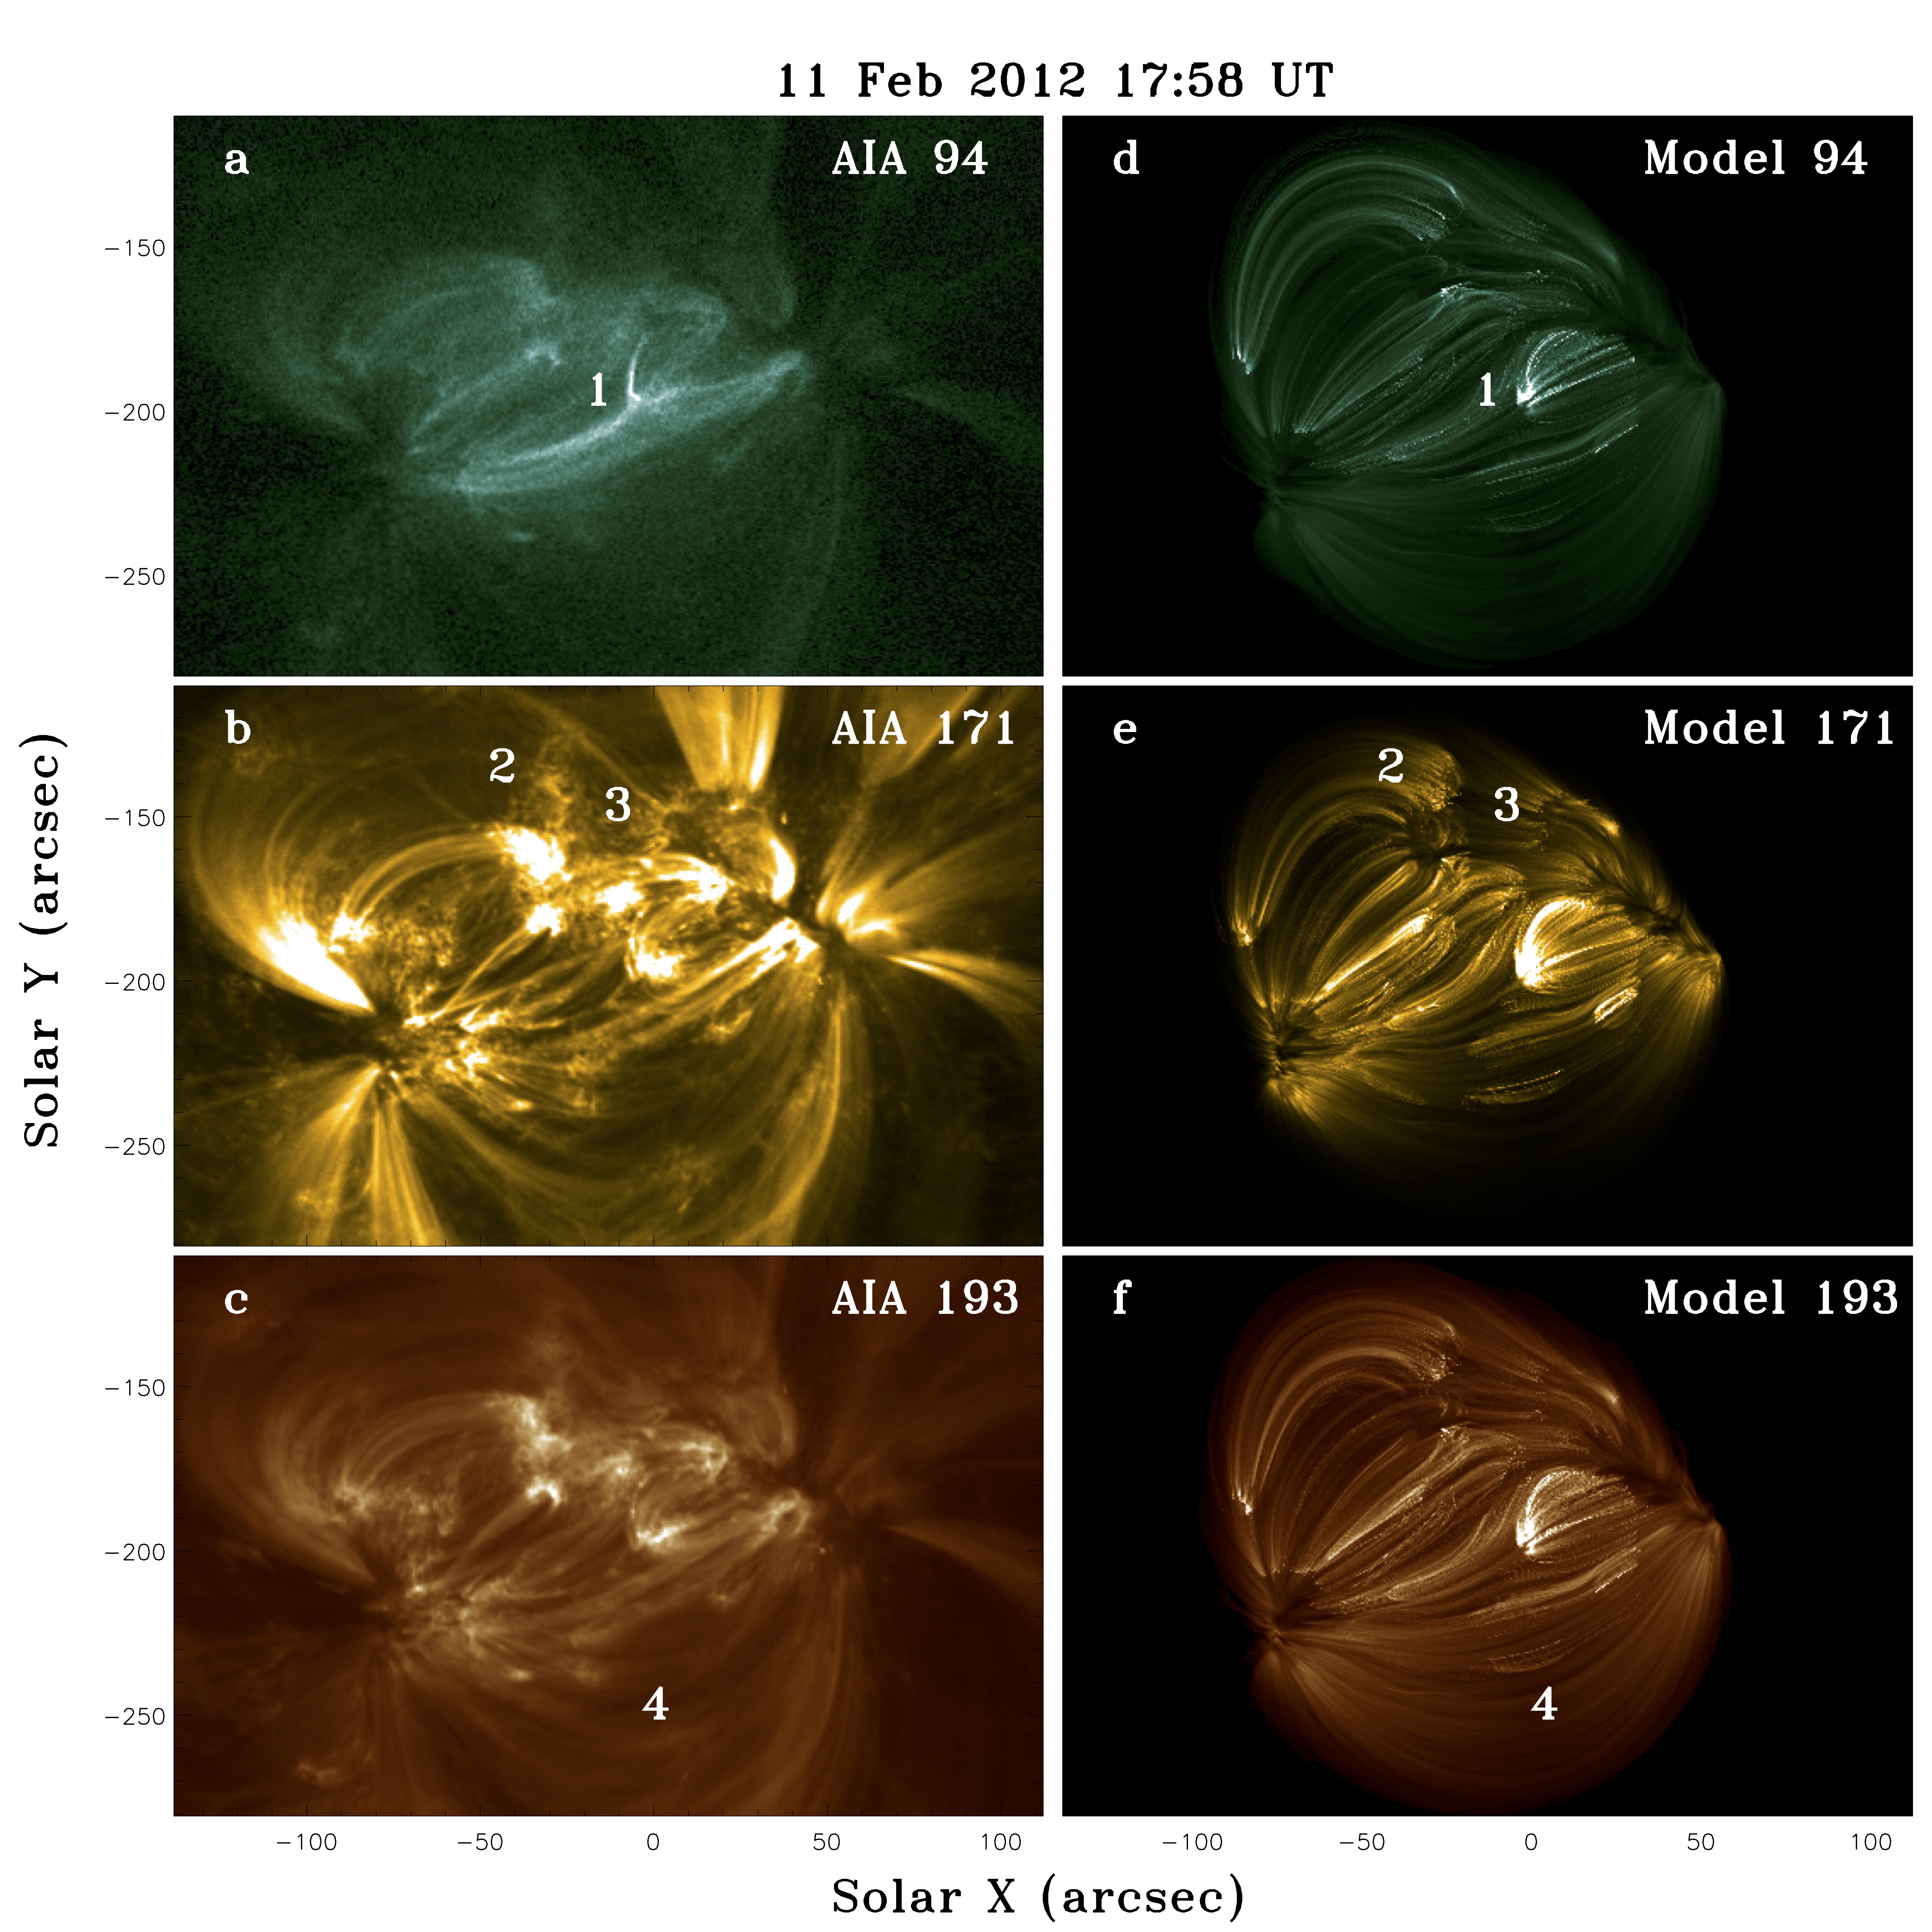 11 Feb 2012 17:58 UT
a AIA 94
d Model 94
1
1
−150
−200
−250
b AIA 171
e Model 171
2
3
2
3
−150
−200
−250
c AIA 193
f Model 193
4
4
−150
−200
−250
−100 −50 0 50 100
−100 −50 0 50 100
Solar X (arcsec)
Solar Y (arcsec)